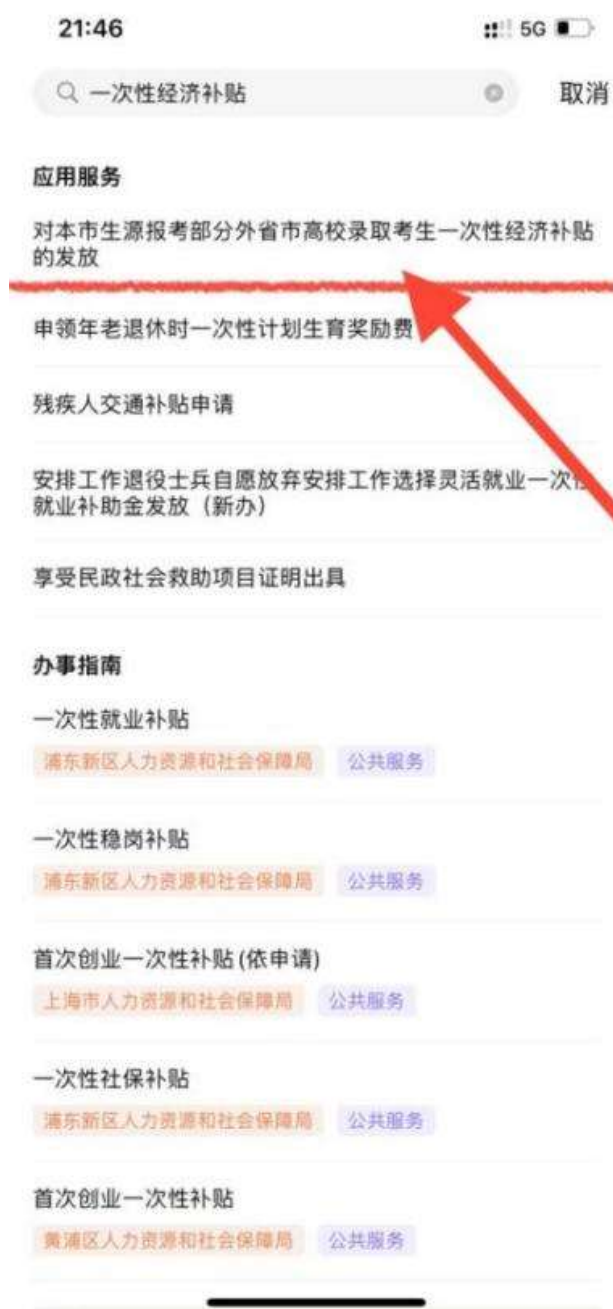 21:46
5G
一次性经济补贴
取消
应用服务
对本市生源报考部分外省市高校录取考生一次性经济补贴
的发放
申领年老退休时一次性计划生育奖励费
残疾人交通补贴申请
安排工作退役士兵自愿放弃安排工作选择灵活就业一次
就业补助金发放（新办）
享受民政社会救助项目证明出具
办事指南
一次性就业补贴
浦东新区人力资源和社会保障局 公共服务
一次性稳岗补贴
浦东新区人力资源和社会保障局 公共服务
首次创业一次性补贴(依申请)
上海市人力资源和社会保障局 公共服务
一次性社保补贴
浦东新区人力资源和社会保障局 公共服务
首次创业一次性补贴
黄浦区人力资源和社会保障局 公共服务